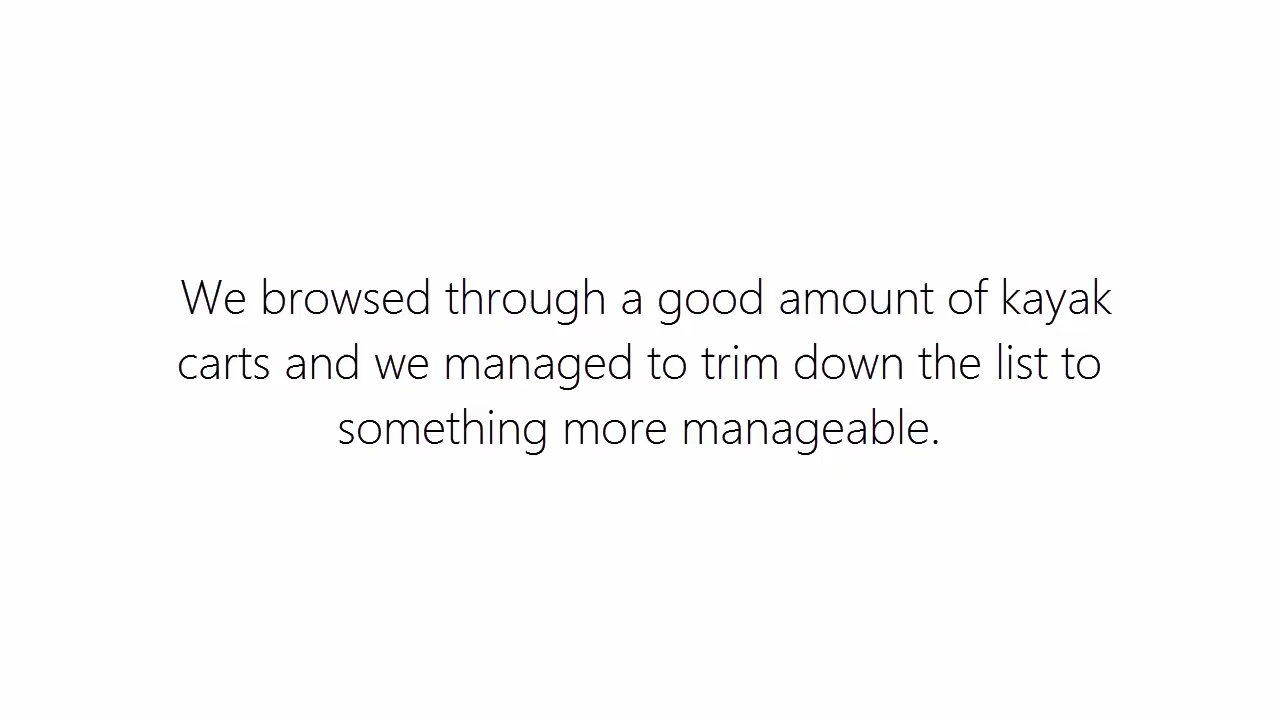 We browsed through a good amount of kayak
carts and we managed to trim down the list to
something more manageable.